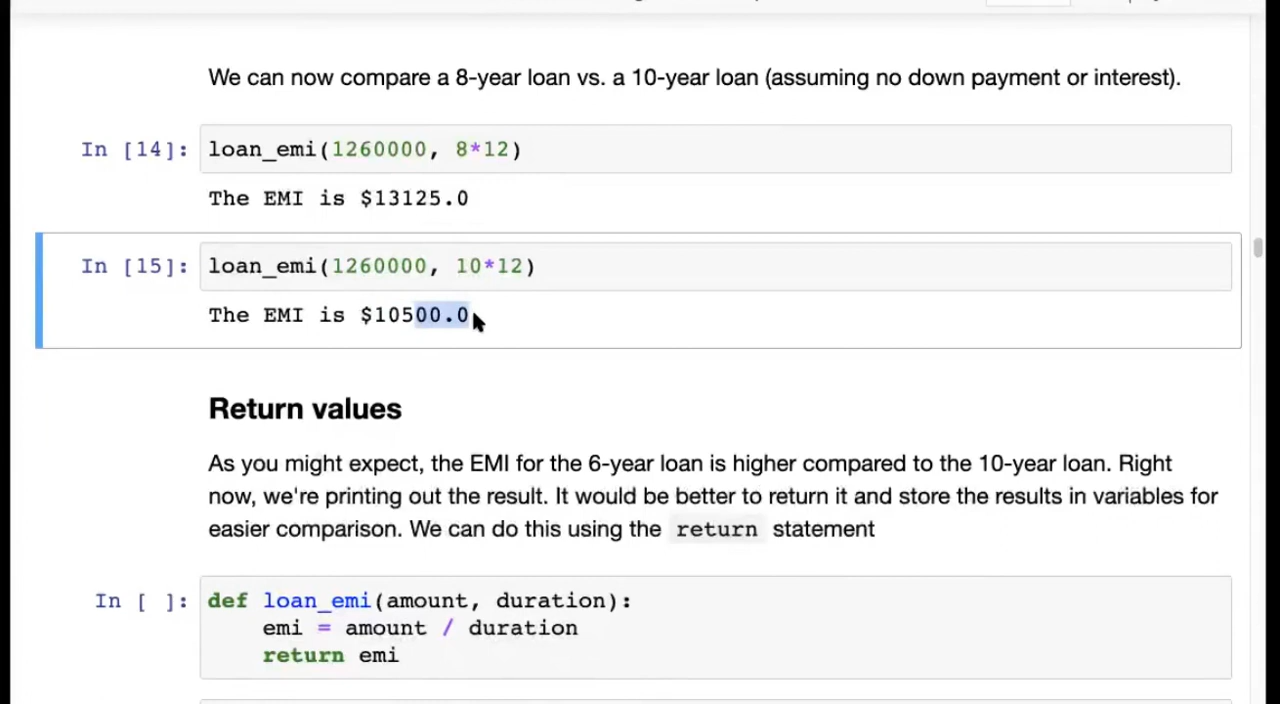 We can now compare a 8-year loan vs. a 10-year loan (assuming no down payment or interest).
In [14]: loan_emi(1260000, 8*12)
The EMI is $13125.0
In [15]: loan_emi(1260000, 10*12)
The EMI is $10500.0
Return values
As you might expect, the EMI for the 6-year loan is higher compared to the 10-year loan. Right
now, we're printing out the result. It would be better to return it and store the results in variables for
easier comparison. We can do this using the return statement
In [ ]: def loan_emi(amount, duration):
    emi = amount / duration
    return emi